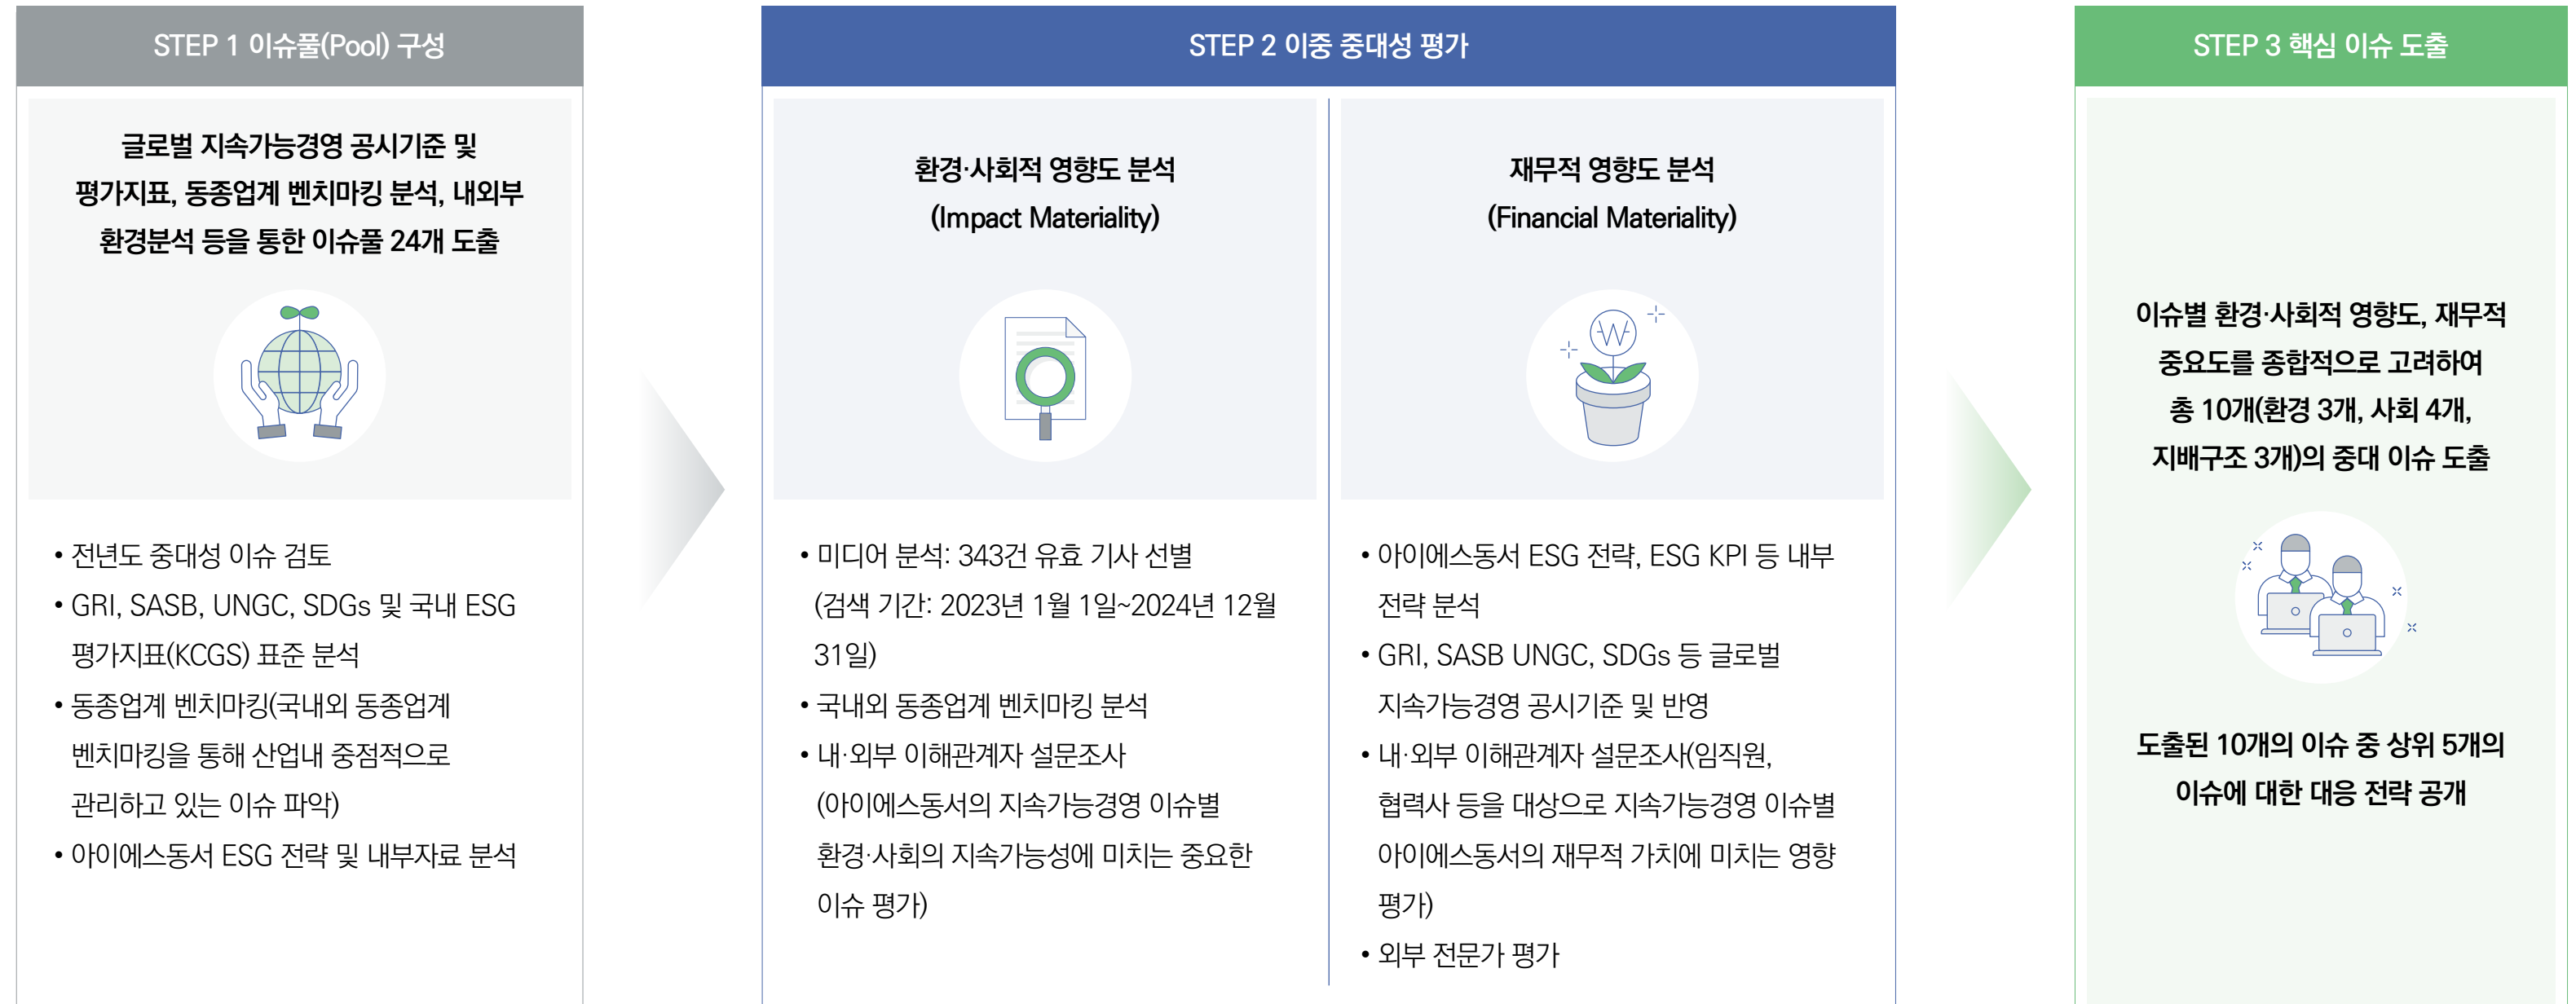 STEP 1 이슈풀(Pool) 구성
글로벌 지속가능경영 공시기준 및
평가지표, 동종업계 벤치마킹 분석, 내외부
환경분석 등을 통한 이슈풀 24개 도출
• 전년도 중대성 이슈 검토
• GRI, SASB, UNGC, SDGs 및 국내 ESG
평가지표(KCGS) 표준 분석
• 동종업계 벤치마킹(국내외 동종업계
벤치마킹을 통해 산업내 중점적으로
관리하고 있는 이슈 파악)
• 아이에스동서 ESG 전략 및 내부자료 분석
STEP 2 이중 중대성 평가
환경·사회적 영향도 분석
(Impact Materiality)
• 미디어 분석: 343건 유효 기사 선별
(검색 기간: 2023년 1월 1일~2024년 12월
31일)
• 국내외 동종업계 벤치마킹 분석
• 내·외부 이해관계자 설문조사
(아이에스동서의 지속가능경영 이슈별
환경·사회의 지속가능성에 미치는 중요한
이슈 평가)
재무적 영향도 분석
(Financial Materiality)
W
• 아이에스동서 ESG 전략, ESG KPI 등 내부
전략 분석
• GRI, SASB UNGC, SDGs 등 글로벌
지속가능경영 공시기준 및 반영
• 내·외부 이해관계자 설문조사(임직원,
협력사 등을 대상으로 지속가능경영 이슈별
아이에스동서의 재무적 가치에 미치는 영향
평가)
• 외부 전문가 평가
STEP 3 핵심 이슈 도출
이슈별 환경·사회적 영향도, 재무적
중요도를 종합적으로 고려하여
총 10개(환경 3개, 사회 4개,
지배구조 3개)의 중대 이슈 도출
도출된 10개의 이슈 중 상위 5개의
이슈에 대한 대응 전략 공개